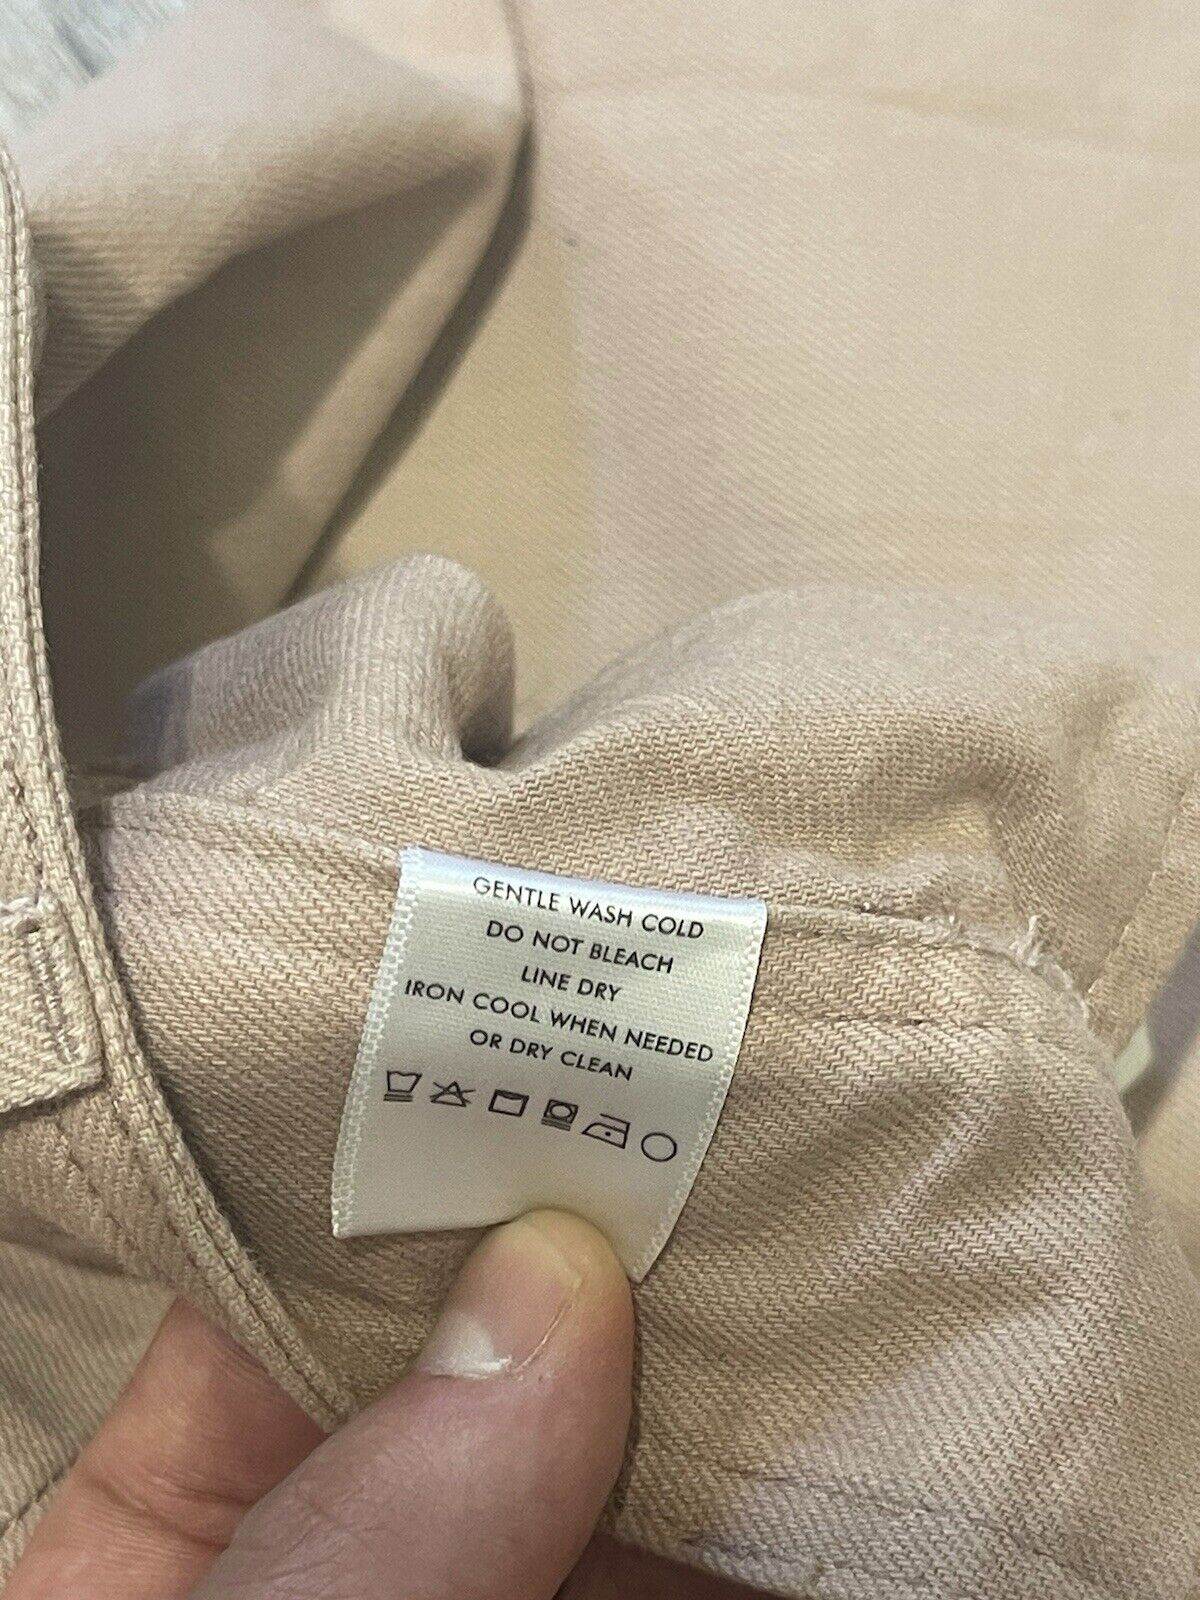 GENTLE WASH COLD
DO NOT BLEACH
LINE DRY
IRON COOL WHEN NEEDED
OR DRY CLEAN